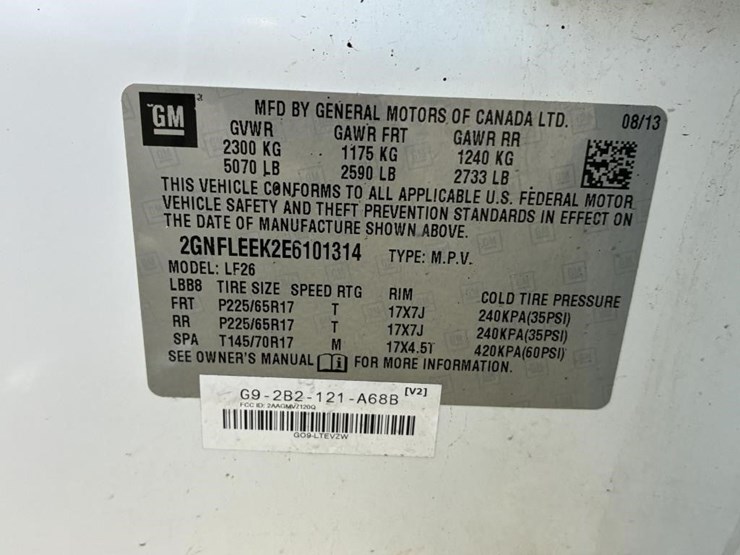 GM
MFD BY GENERAL MOTORS OF CANADA LTD. 08/13
GVWR GAWR FRT GAWR RR
2300 KG 1175 KG 1240 KG
5070 LB 2590 LB 2733 LB
THIS VEHICLE CONFORMS TO ALL APPLICABLE U.S. FEDERAL MOTOR
VEHICLE SAFETY AND THEFT PREVENTION STANDARDS IN EFFECT ON
THE DATE OF MANUFACTURE SHOWN ABOVE.
2GNFLEEK2E6101314 TYPE: M.P.V.
MODEL: LF26
LBB8 TIRE SIZE SPEED RTG RIM COLD TIRE PRESSURE
FRT P225/65R17 T 17X7J 240KPA(35PSI)
RR P225/65R17 T 17X7J 240KPA(35PSI)
SPA T145/70R17 M 17X4.5T 420KPA(60PSI)
SEE OWNER'S MANUAL i FOR MORE INFORMATION.
G9-2B2-121-A68B [V2]
FCC ID: 2AAGMVZ120Q
GO9-LTEVZW